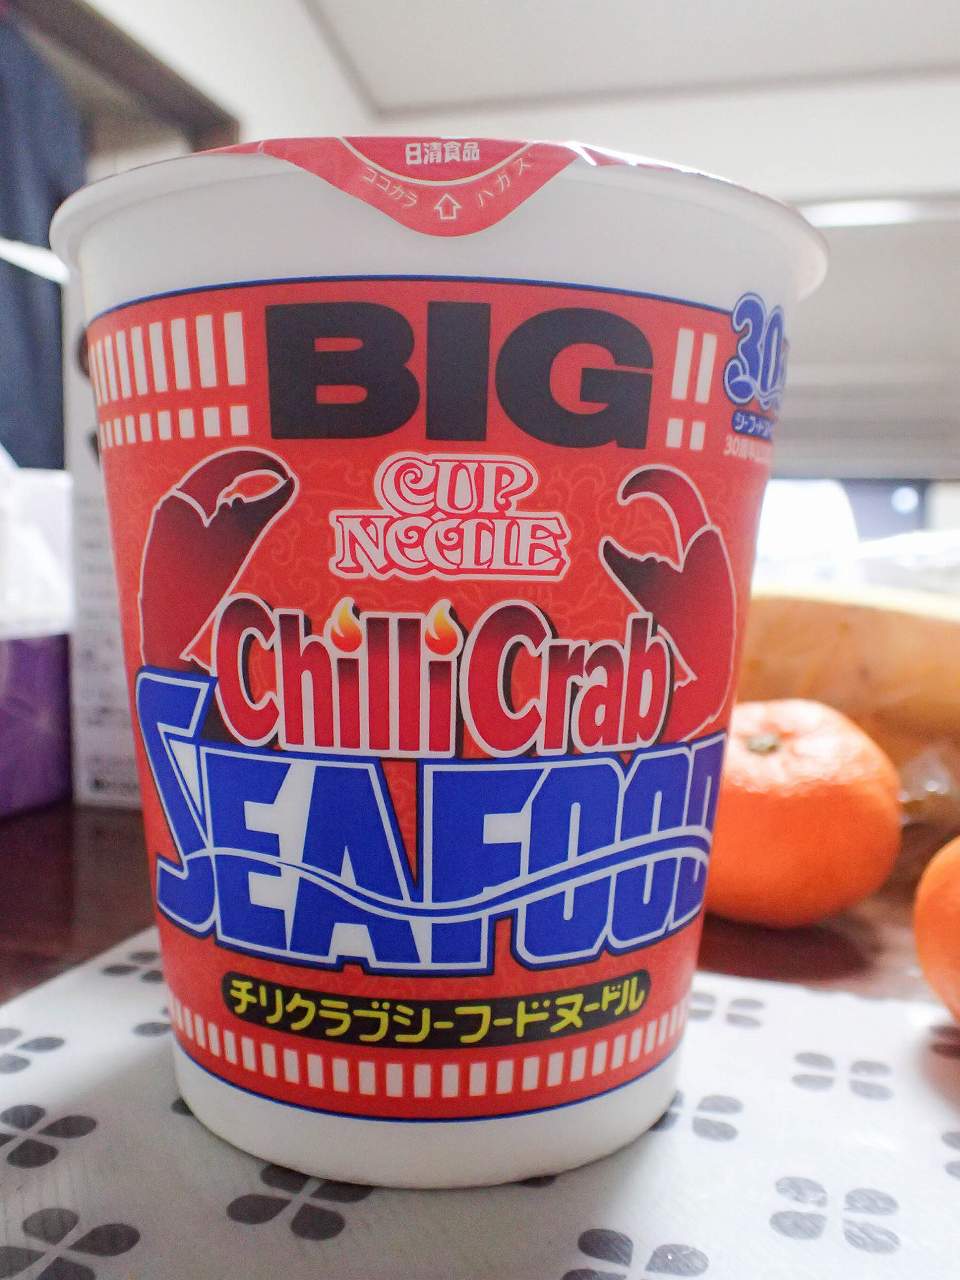 日清食品
ココカラ
ハガス
BIG
30
CUP
NOODLE
Chilli Crab
SEAFOOD
チリクラブシーフードヌードル